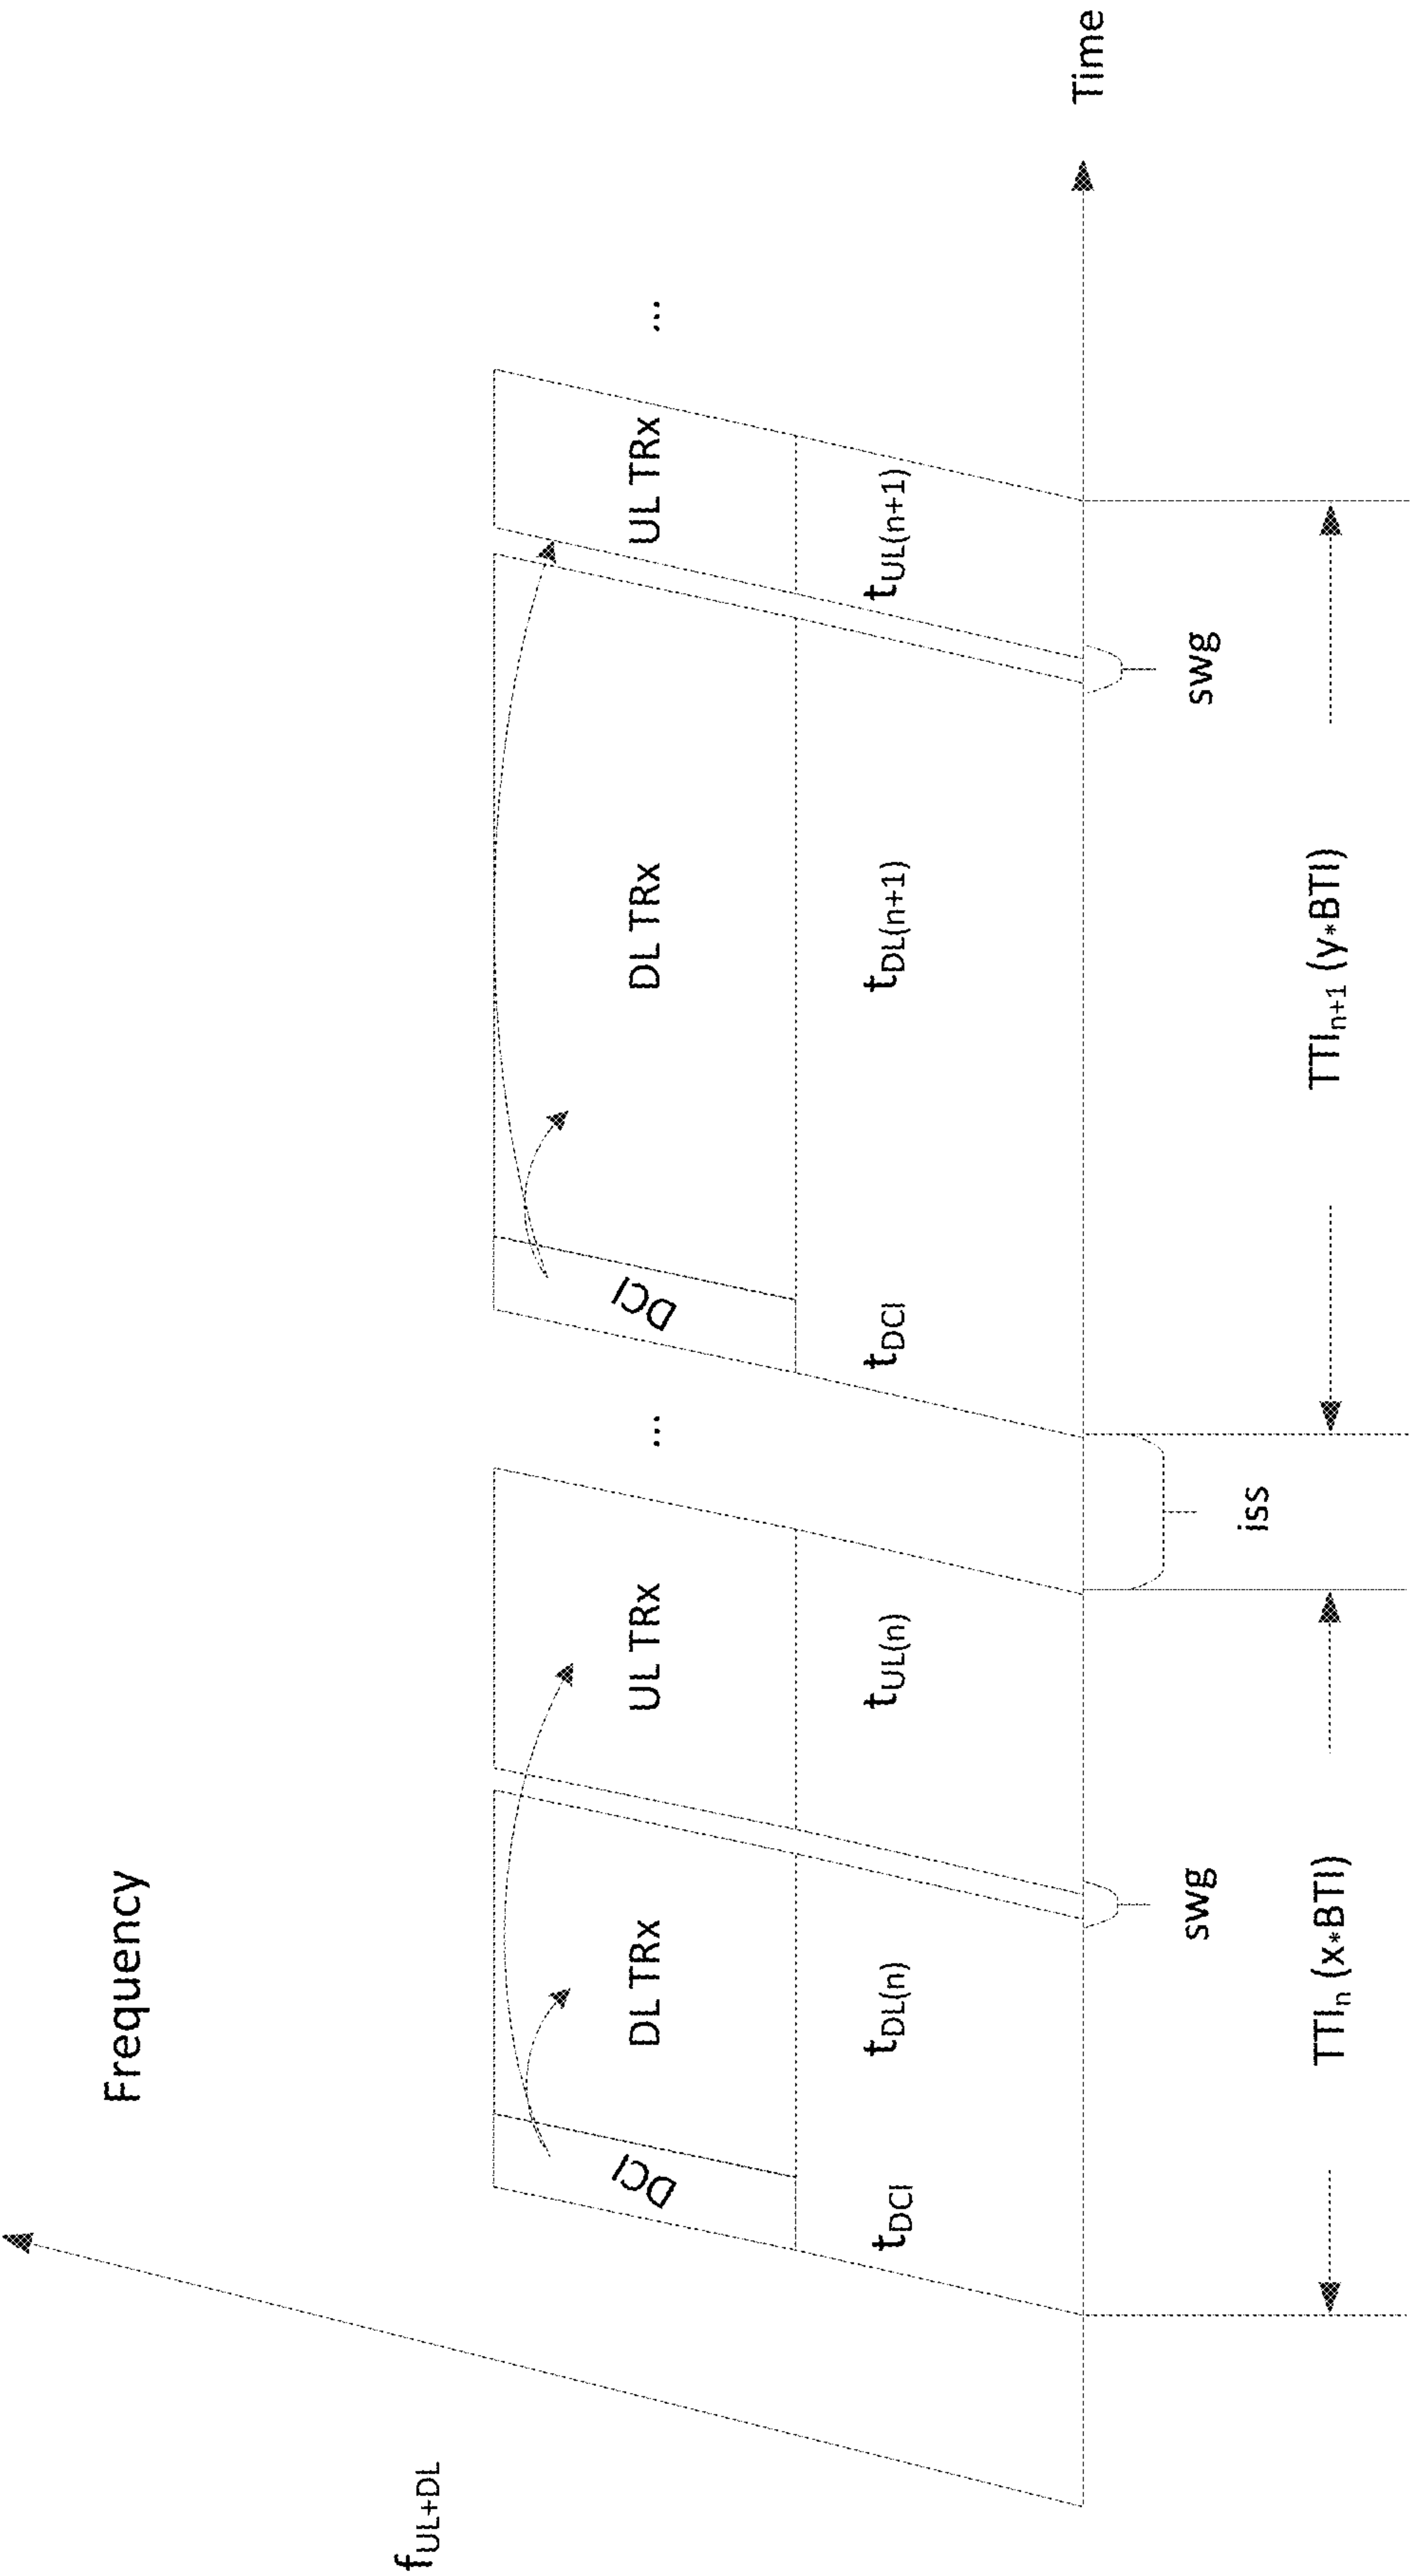 Frequency
f_UL+DL
DCI
DL TRx
UL TRx
...
DCI
DL TRx
UL TRx
...
t_DCI
t_DL(n)
t_UL(n)
t_DCI
t_DL(n+1)
t_UL(n+1)
Time
swg
iss
swg
TTI_n (x*BTI)
TTI_n+1 (y*BTI)